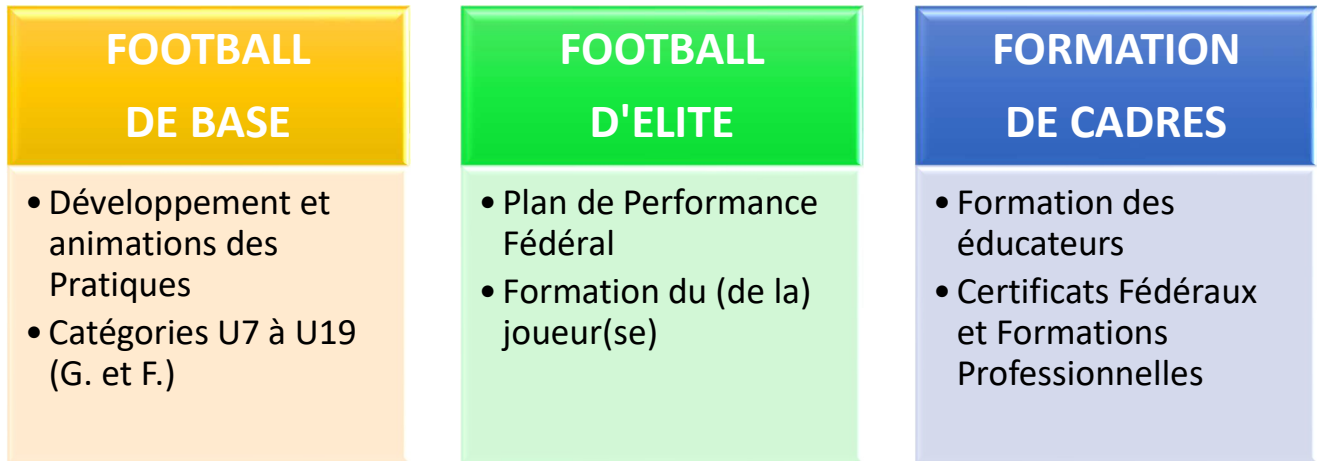 FOOTBALL
DE BASE
• Développement et
animations des
Pratiques
• Catégories U7 à U19
(G. et F.)
FOOTBALL
D'ELITE
• Plan de Performance
Fédéral
• Formation du (de la)
joueur(se)
FORMATION
DE CADRES
• Formation des
éducateurs
• Certificats Fédéraux
et Formations
Professionnelles